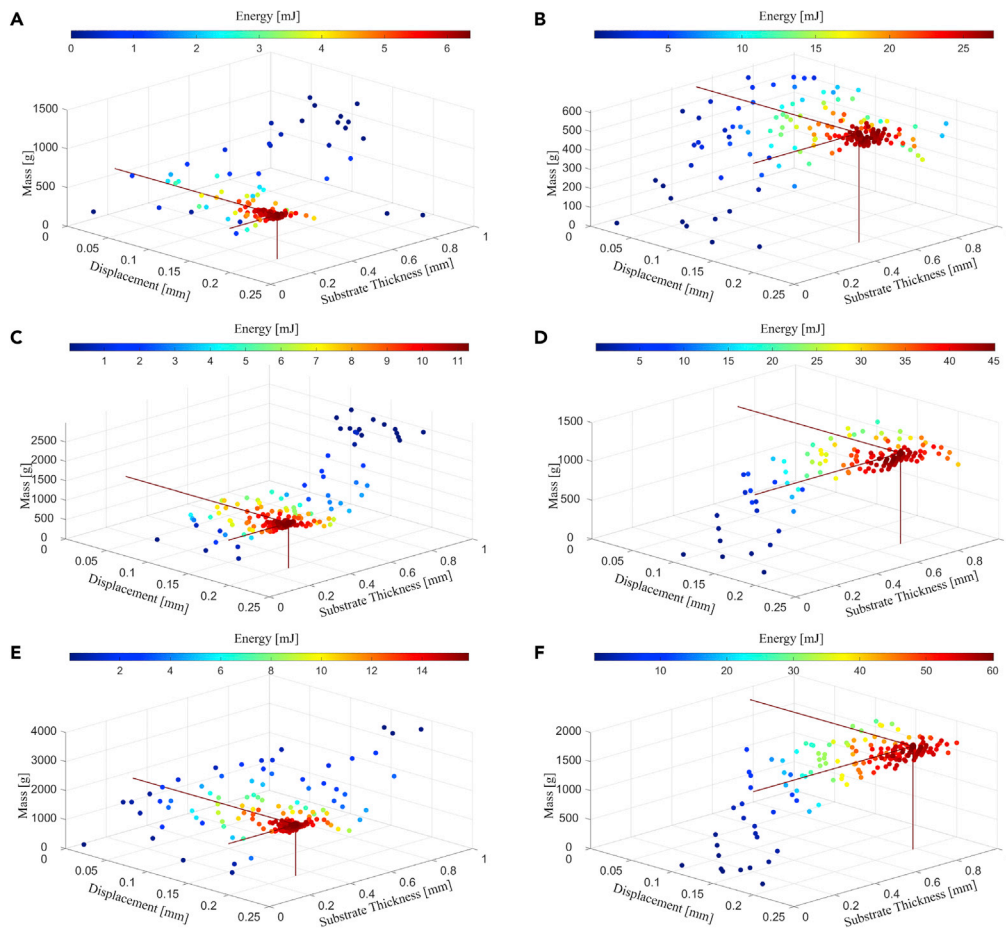 A
Energy [mJ]
0 1 2 3 4 5 6
1500
1000
500
0
Mass [g]
0
0.05
0.1
0.15
0.2
0.25
Displacement [mm]
0
0.2
0.4
0.6
0.8
1
Substrate Thickness [mm]
B
Energy [mJ]
5 10 15 20 25
600
500
400
300
200
100
0
Mass [g]
0
0.05
0.1
0.15
0.2
0.25
Displacement [mm]
0
0.2
0.4
0.6
0.8
1
Substrate Thickness [mm]
C
Energy [mJ]
1 2 3 4 5 6 7 8 9 10 11
2500
2000
1500
1000
500
0
Mass [g]
0
0.05
0.1
0.15
0.2
0.25
Displacement [mm]
0
0.2
0.4
0.6
0.8
1
Substrate Thickness [mm]
D
Energy [mJ]
5 10 15 20 25 30 35 40 45
1500
1000
500
0
Mass [g]
0
0.05
0.1
0.15
0.2
0.25
Displacement [mm]
0
0.2
0.4
0.6
0.8
1
Substrate Thickness [mm]
E
Energy [mJ]
2 4 6 8 10 12 14
4000
3000
2000
1000
0
Mass [g]
0
0.05
0.1
0.15
0.2
0.25
Displacement [mm]
0
0.2
0.4
0.6
0.8
1
Substrate Thickness [mm]
F
Energy [mJ]
10 20 30 40 50 60
2000
1500
1000
500
0
Mass [g]
0
0.05
0.1
0.15
0.2
0.25
Displacement [mm]
0
0.2
0.4
0.6
0.8
1
Substrate Thickness [mm]